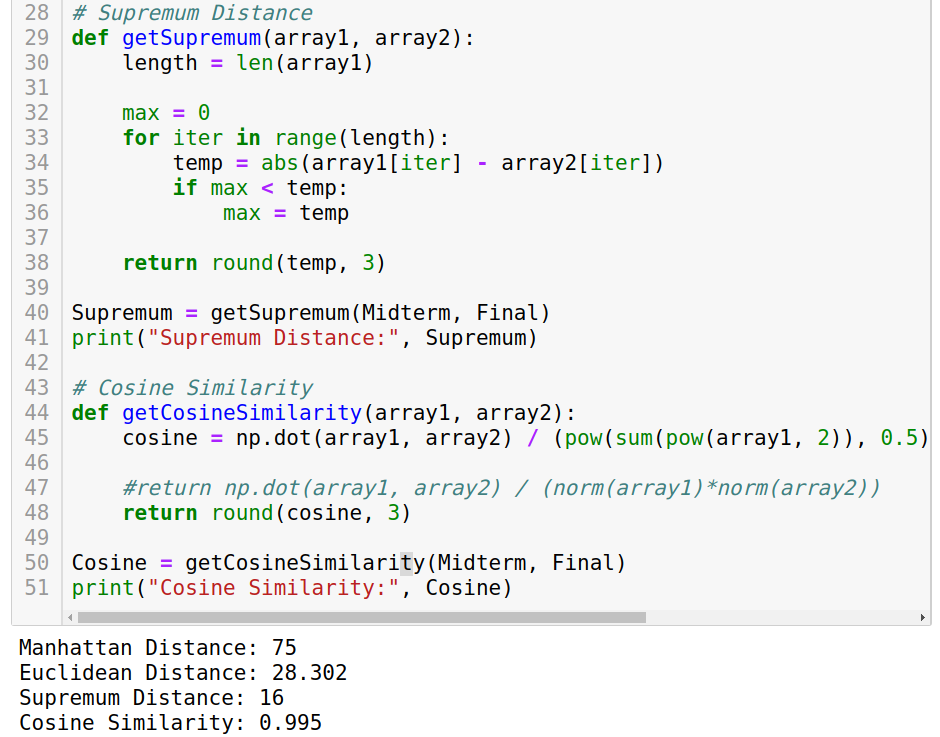 28 # Supremum Distance
29 def getSupremum(array1, array2):
30     length = len(array1)
31
32     max = 0
33     for iter in range(length):
34         temp = abs(array1[iter] - array2[iter])
35         if max < temp:
36             max = temp
37
38     return round(temp, 3)
39
40 Supremum = getSupremum(Midterm, Final)
41 print("Supremum Distance:", Supremum)
42
43 # Cosine Similarity
44 def getCosineSimilarity(array1, array2):
45     cosine = np.dot(array1, array2) / (pow(sum(pow(array1, 2)), 0.5)
46
47     #return np.dot(array1, array2) / (norm(array1)*norm(array2))
48     return round(cosine, 3)
49
50 Cosine = getCosineSimilarity(Midterm, Final)
51 print("Cosine Similarity:", Cosine)
Manhattan Distance: 75
Euclidean Distance: 28.302
Supremum Distance: 16
Cosine Similarity: 0.995